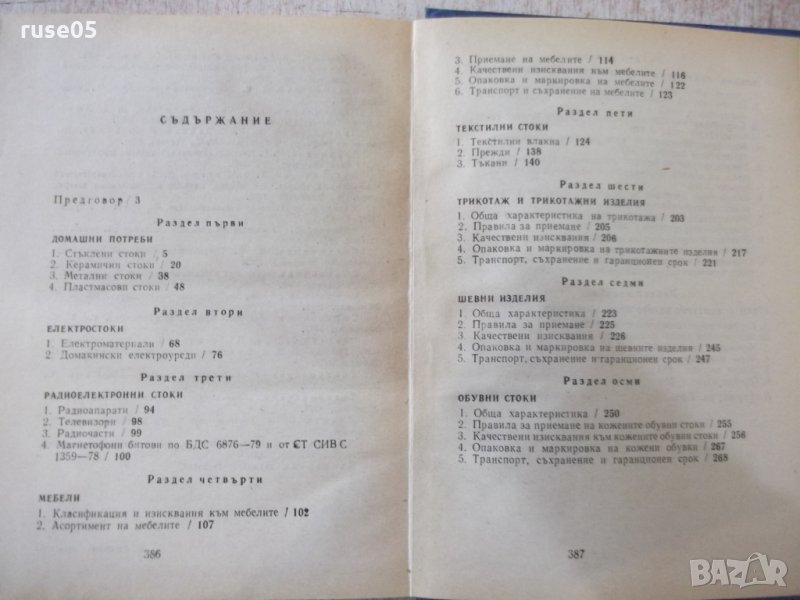 ruse05
СЪДЪРЖАНИЕ
Предговор / 3
Раздел първи
ДОМАШНИ ПОТРЕБИ
1. Стъклени стоки / 5
2. Керамични стоки / 20
3. Метални стоки / 38
4. Пластмасови стоки / 48
Раздел втори
ЕЛЕКТРОСТОКИ
1. Електроматериали / 68
2. Домакински електроуреди / 76
Раздел трети
РАДИОЕЛЕКТРОННИ СТОКИ
1. Радиоапарати / 94
2. Телевизори / 98
3. Радиочасти / 99
4. Магнетофони битови по БДС 6876—79 и от СТ СИВ С
1359—78 / 100
Раздел четвърти
МЕБЕЛИ
1. Класификация и изисквания към мебелите / 102
2. Асортимент на мебелите / 107
386
3. Приемане на мебелите / 114
4. Качествени изисквания към мебелите / 116
5. Опаковка и маркировка на мебелите / 122
6. Транспорт и съхранение на мебелите / 123
Раздел пети
ТЕКСТИЛНИ СТОКИ
1. Текстилни влакна / 124
2. Прежди / 138
3. Тъкани / 140
Раздел шести
ТРИКОТАЖ И ТРИКОТАЖНИ ИЗДЕЛИЯ
1. Обща характеристика на трикотажа / 203
2. Правила за приемане / 205
3. Качествени изисквания / 206
4. Опаковка и маркировка на трикотажните изделия / 217
5. Транспорт, съхранение и гаранционен срок / 221
Раздел седми
ШЕВНИ ИЗДЕЛИЯ
1. Обща характеристика / 223
2. Правила за приемане / 225
3. Качествени изисквания / 226
4. Опаковка и маркировка на шевните изделия / 245
5. Транспорт, съхранение и гаранционен срок / 247
Раздел осми
ОБУВНИ СТОКИ
1. Обща характеристика / 250
2. Правила за приемане на кожените обувни стоки / 255
3. Качествени изисквания към кожените обувни стоки / 256
4. Опаковка и маркировка на кожени обувки / 267
5. Транспорт, съхранение и гаранционен срок / 268
387
BAZAR
bg